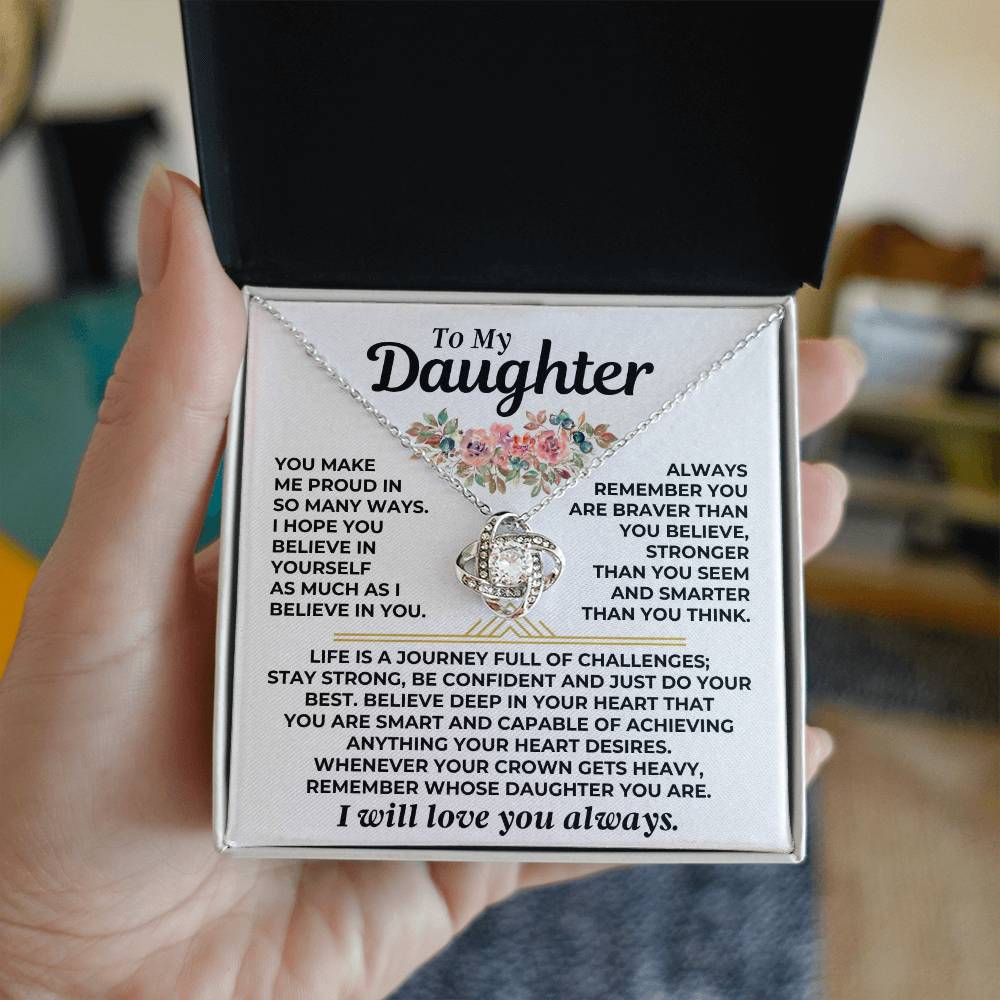 To My
Daughter
YOU MAKE
ME PROUD IN
SO MANY WAYS.
I HOPE YOU
BELIEVE IN
YOURSELF
AS MUCH AS I
BELIEVE IN YOU.
ALWAYS
REMEMBER YOU
ARE BRAVER THAN
YOU BELIEVE,
STRONGER
THAN YOU SEEM
AND SMARTER
THAN YOU THINK.
LIFE IS A JOURNEY FULL OF CHALLENGES;
STAY STRONG, BE CONFIDENT AND JUST DO YOUR
BEST. BELIEVE DEEP IN YOUR HEART THAT
YOU ARE SMART AND CAPABLE OF ACHIEVING
ANYTHING YOUR HEART DESIRES.
WHENEVER YOUR CROWN GETS HEAVY,
REMEMBER WHOSE DAUGHTER YOU ARE.
I will love you always.